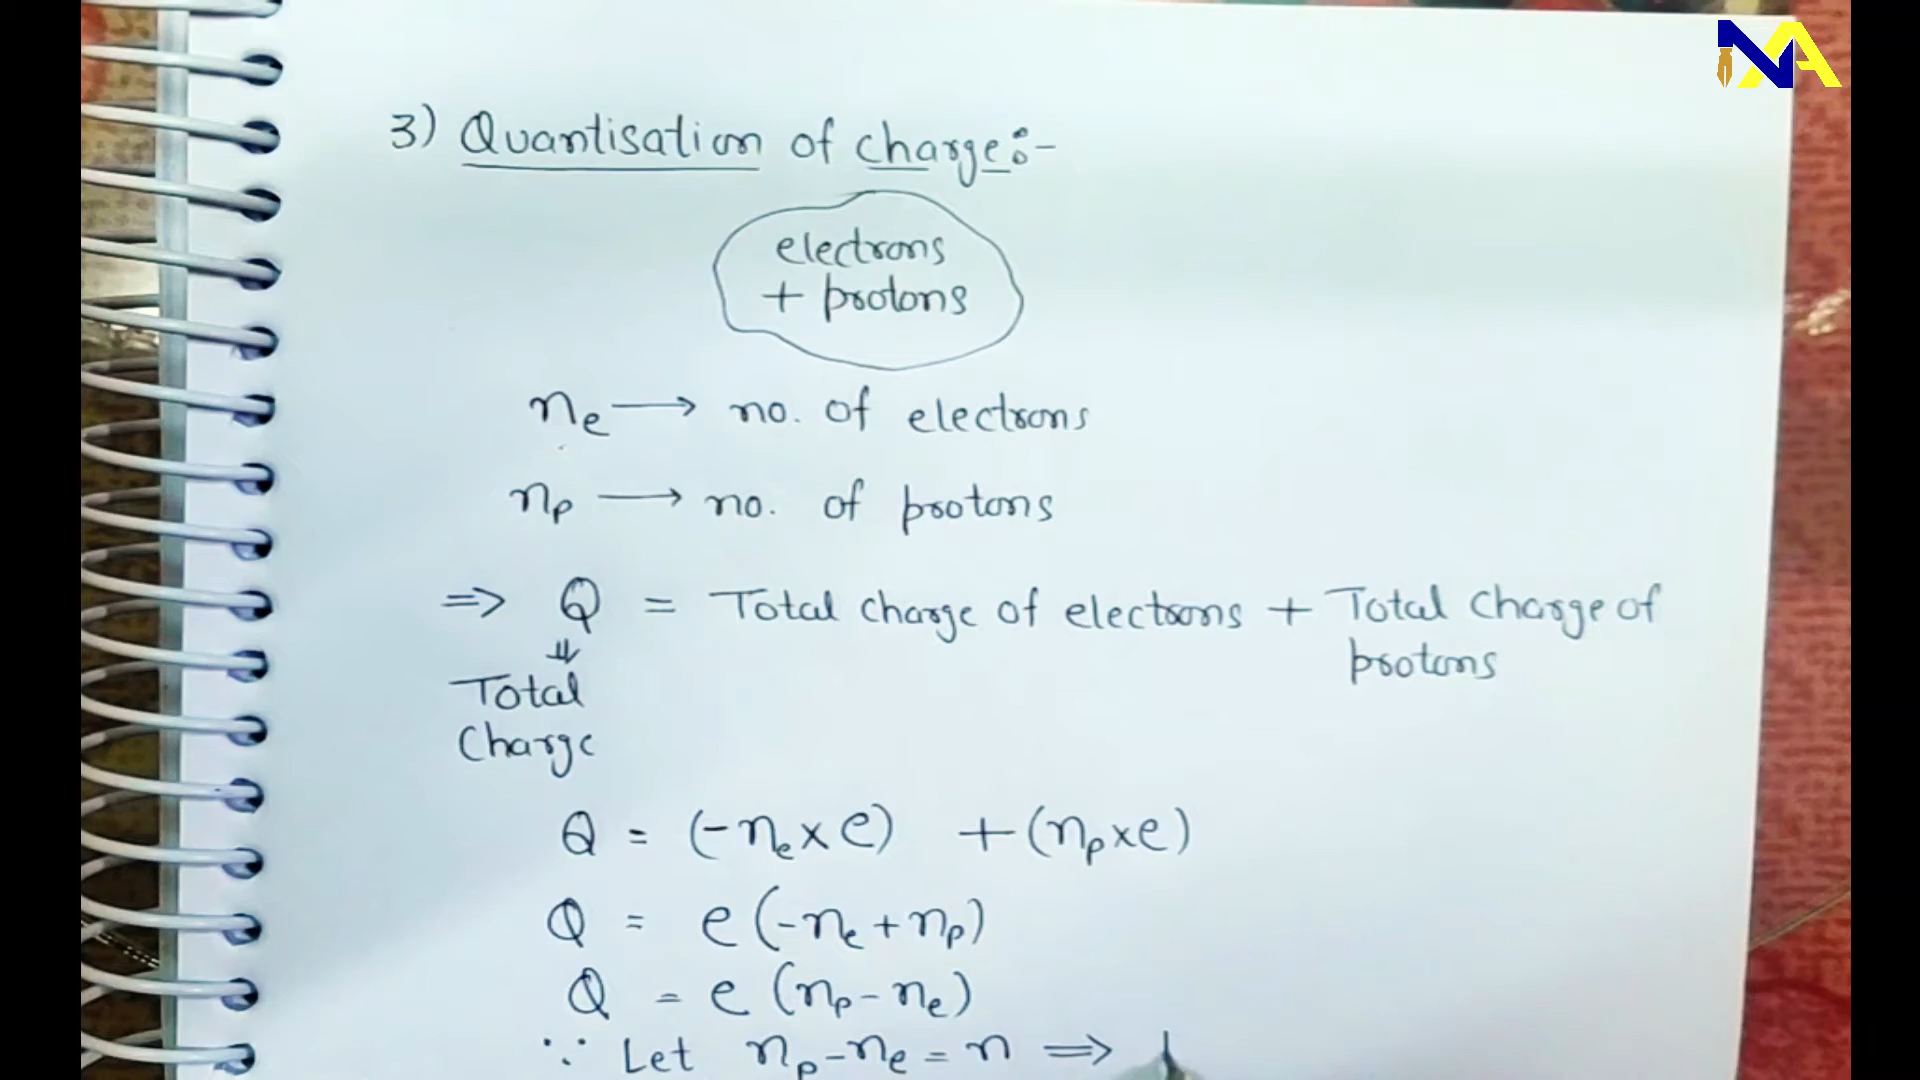 NA
3) Quantisation of charge:-
electrons
+ protons
ne → no. of electrons
np → no. of protons
⇒ Q = Total charge of electrons + Total charge of
protons
⇓
Total
Charge
Q = (-ne×e) + (np×e)
Q = e(-ne+np)
Q = e (np-ne)
∵ Let np-ne = n ⇒